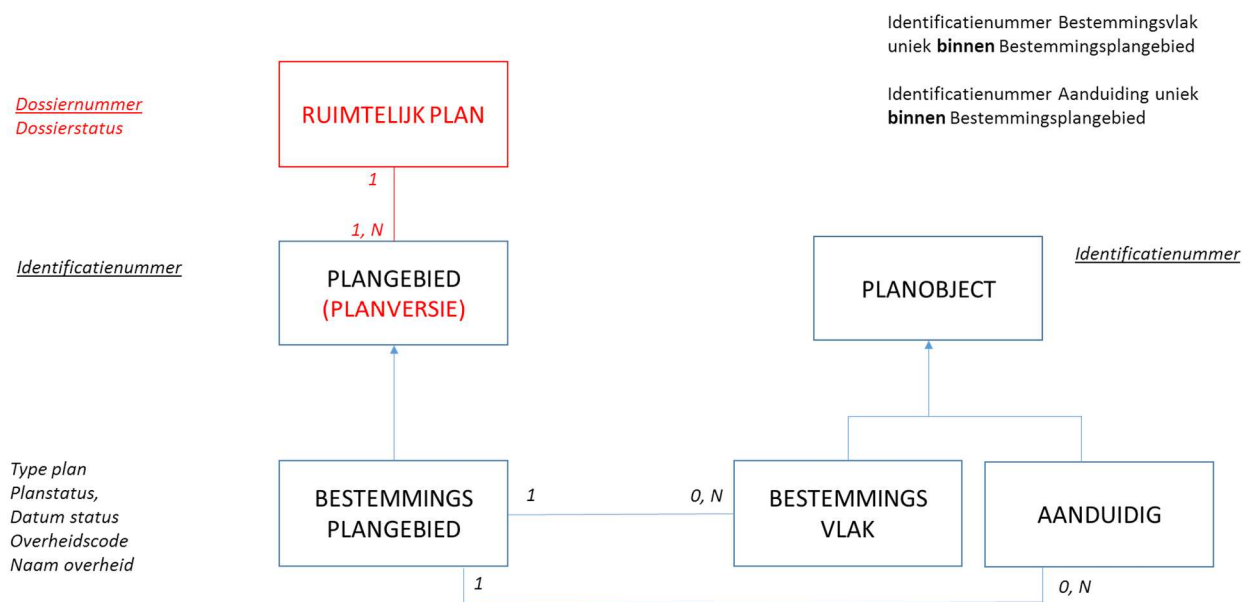 Identificatienummer Bestemmingsvlak
uniek binnen Bestemmingsplangebied
Identificatienummer Aanduiding uniek
binnen Bestemmingsplangebied
Dossiernummer
Dossierstatus
RUIMTELIJK PLAN
1
1, N
Identificatienummer
PLANGEBIED
(PLANVERSIE)
PLANOBJECT
Identificatienummer
Type plan
Planstatus,
Datum status
Overheidscode
Naam overheid
BESTEMMINGS
PLANGEBIED
1
0, N
BESTEMMINGS
VLAK
AANDUIDIG
1
0, N